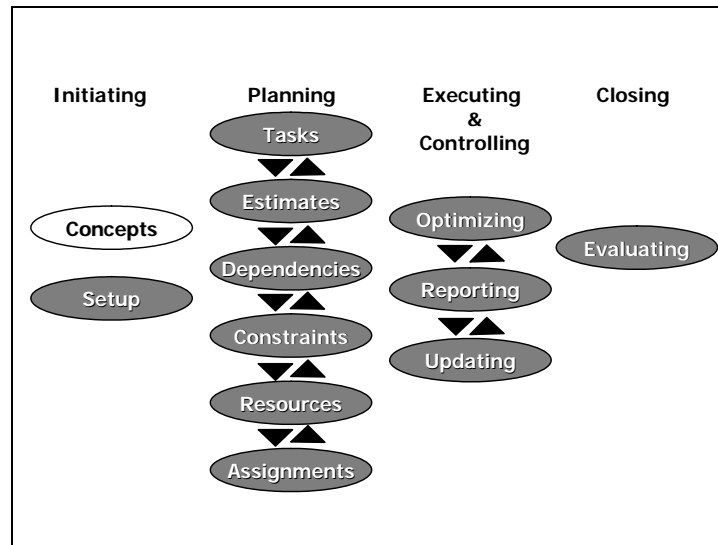 Initiating
Planning
Executing
&
Controlling
Closing
Concepts
Setup
Tasks
Estimates
Dependencies
Constraints
Resources
Assignments
Optimizing
Reporting
Updating
Evaluating